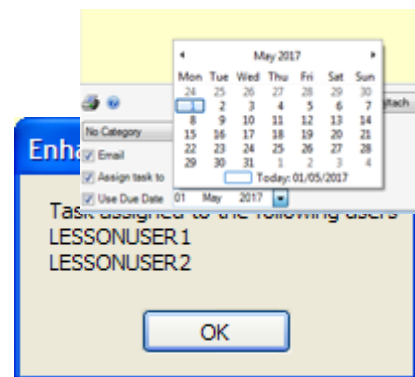 May 2017
Mon Tue Wed Thu Fri Sat Sun
24 25 26 27 28 29 30
1 2 3 4 5 6 7
8 9 10 11 12 13 14
15 16 17 18 19 20 21
22 23 24 25 26 27 28
29 30 31 1 2 3 4
Today: 01/05/2017
No Category
Email
Assign task to
Use Due Date 01 May 2017
Task assigned to the following users
LESSONUSER1
LESSONUSER2
OK